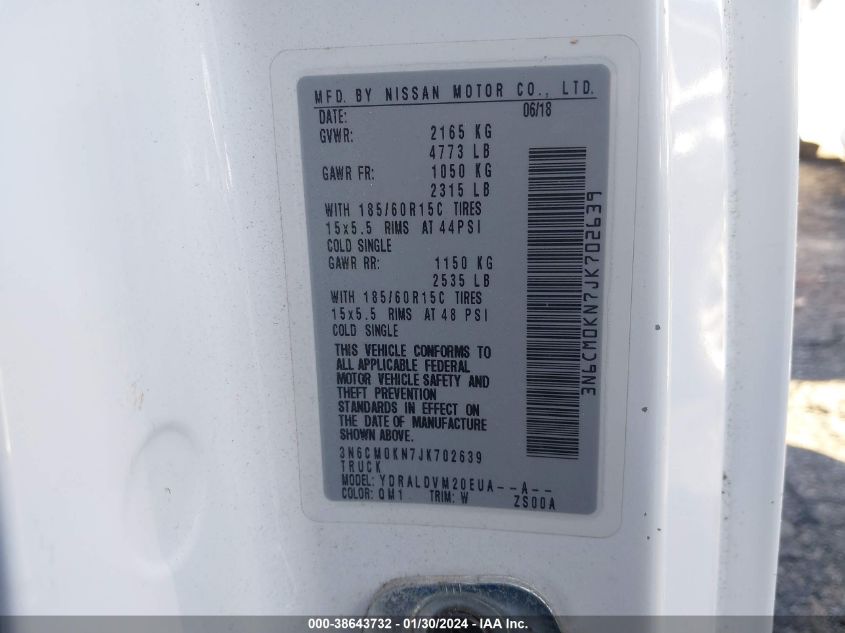 MFD. BY NISSAN MOTOR CO., LTD.
DATE: 06/18
GVWR: 2165 KG
4773 LB
GAWR FR: 1050 KG
2315 LB
WITH 185/60R15C TIRES
15x5.5 RIMS AT 44PSI
COLD SINGLE
GAWR RR: 1150 KG
2535 LB
WITH 185/60R15C TIRES
15x5.5 RIMS AT 48 PSI
COLD SINGLE
THIS VEHICLE CONFORMS TO
ALL APPLICABLE FEDERAL
MOTOR VEHICLE SAFETY AND
THEFT PREVENTION
STANDARDS IN EFFECT ON
THE DATE OF MANUFACTURE
SHOWN ABOVE.
3N6CM0KN7JK702639
TRUCK
MODEL: YDRALDVM20EUA--A--
COLOR: QM1 TRIM: W ZS00A
3N6CM0KN7JK702639
000-38643732 - 01/30/2024 - IAA Inc.